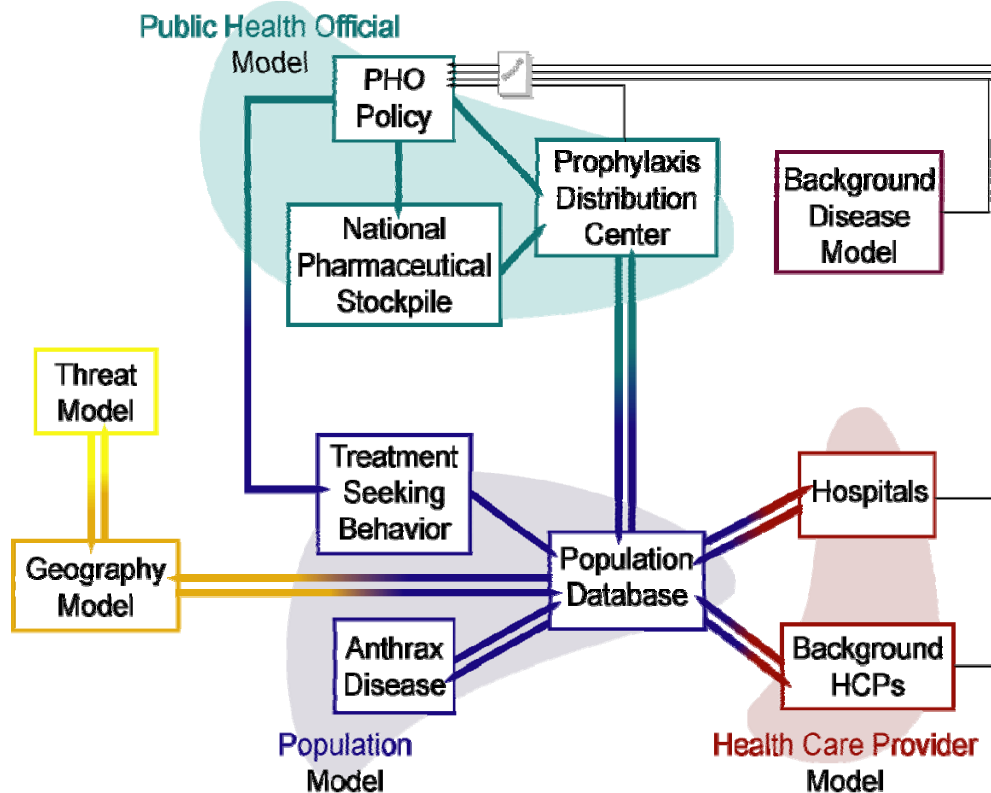 Public Health Official
Model
PHO
Policy
Prophylaxis
Distribution
Center
National
Pharmaceutical
Stockpile
Background
Disease
Model
Threat
Model
Treatment
Seeking
Behavior
Hospitals
Geography
Model
Population
Database
Anthrax
Disease
Background
HCPs
Population
Model
Health Care Provider
Model